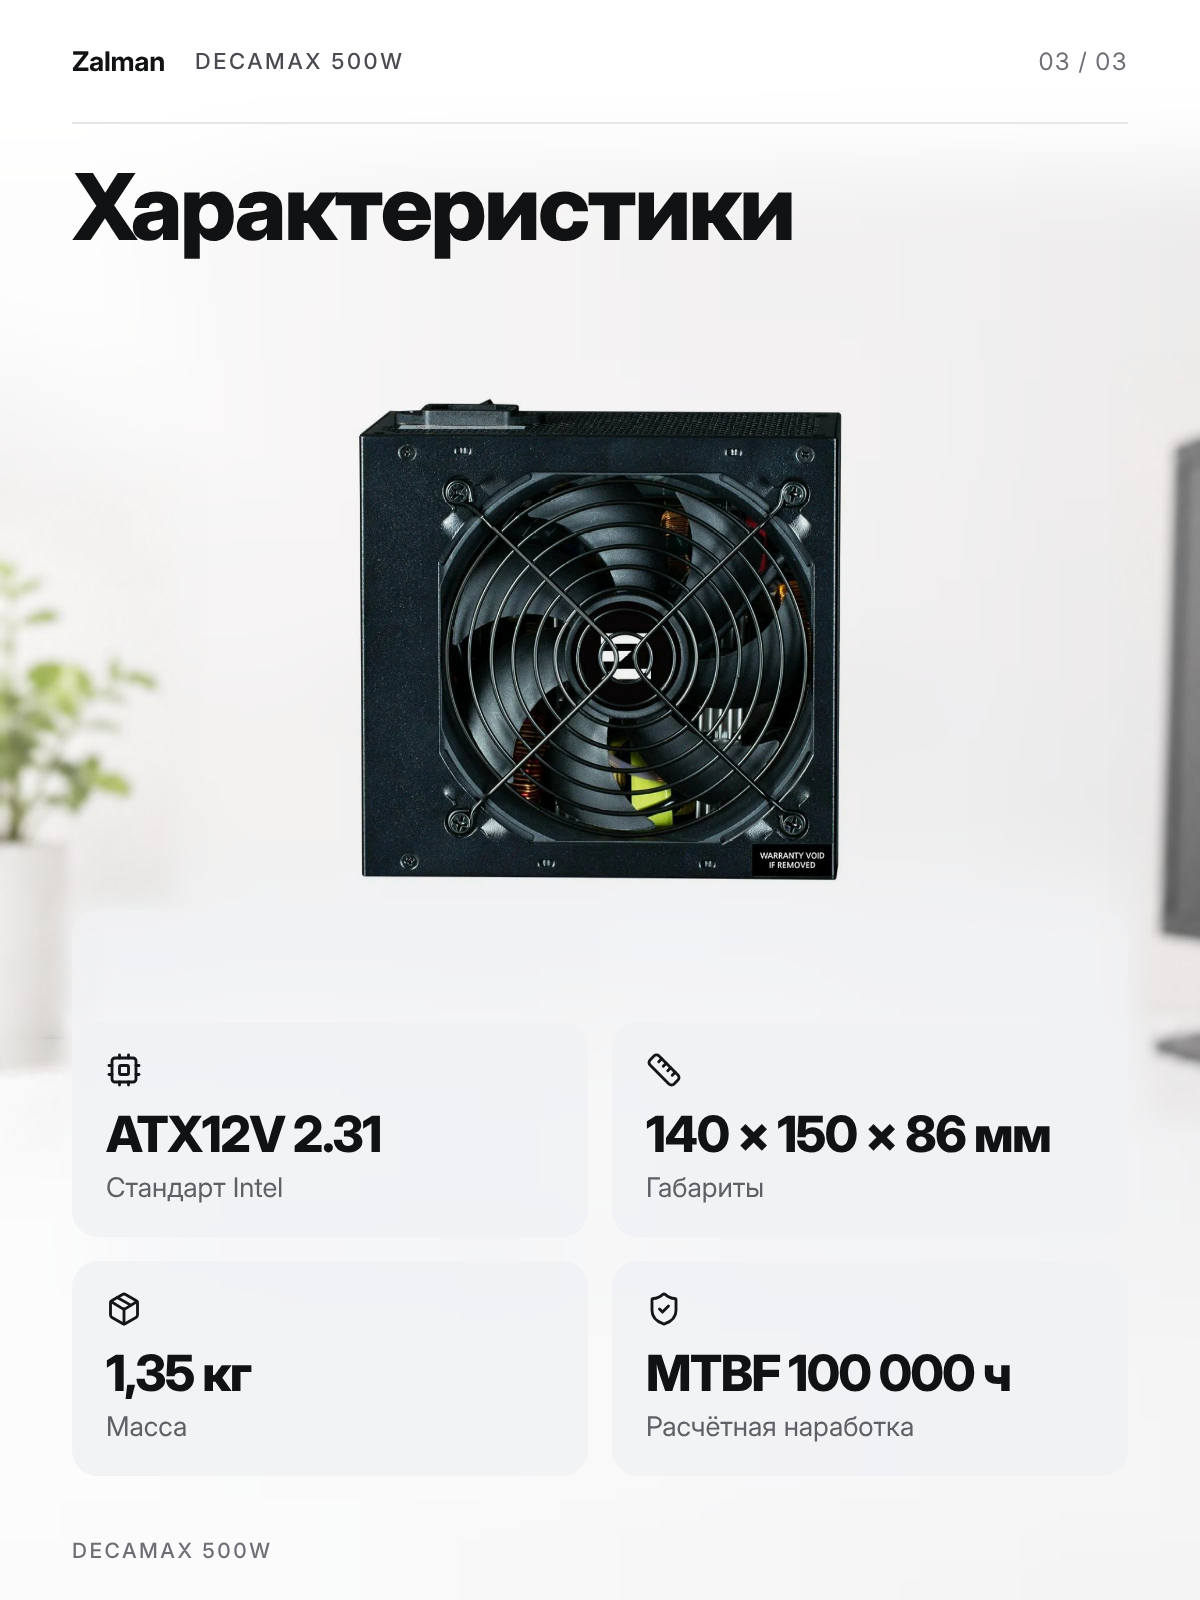 Zalman DECAMAX 500W 03 / 03
Характеристики
WARRANTY VOID
IF REMOVED
ATX12V 2.31
Стандарт Intel
140 × 150 × 86 мм
Габариты
1,35 кг
Масса
MTBF 100 000 ч
Расчётная наработка
DECAMAX 500W